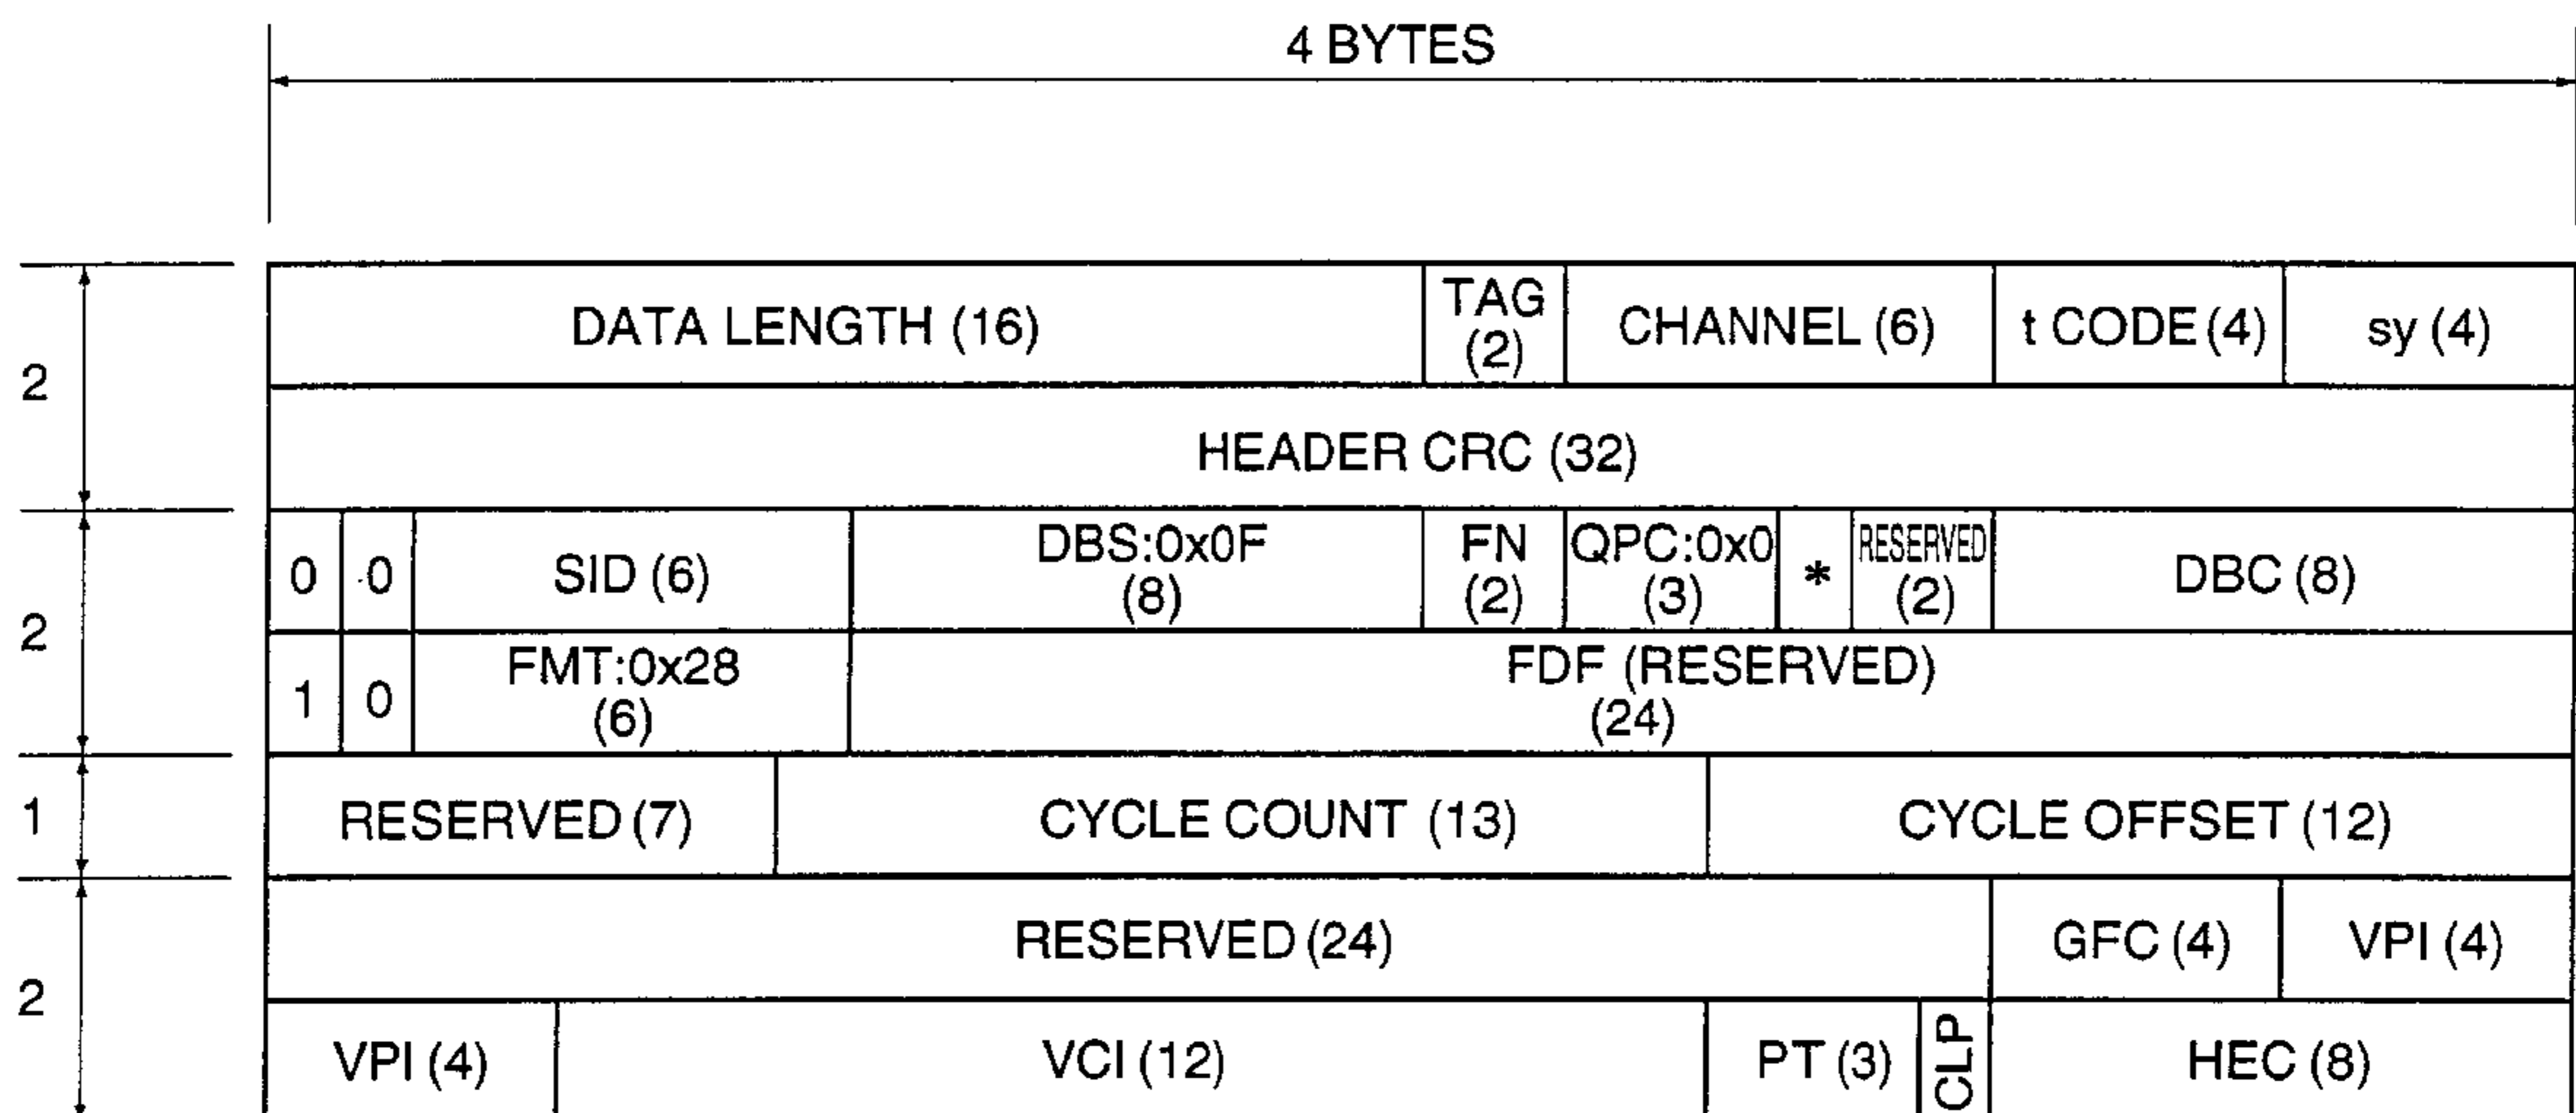 4 BYTES
DATA LENGTH (16) TAG (2) CHANNEL (6) t CODE (4) sy (4)
2
HEADER CRC (32)
0 0 SID (6) DBS:0x0F (8) FN (2) QPC:0x0 (3) * RESERVED (2) DBC (8)
2
1 0 FMT:0x28 (6) FDF (RESERVED) (24)
1 RESERVED (7) CYCLE COUNT (13) CYCLE OFFSET (12)
RESERVED (24) GFC (4) VPI (4)
2
VPI (4) VCI (12) PT (3) CLP HEC (8)